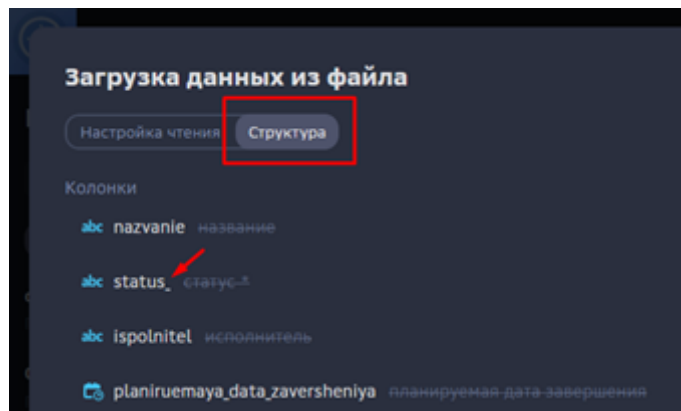 Загрузка данных из файла
Настройка чтения Структура
Колонки
abc nazvanie название
abc status_ статус *
abc ispolnitel исполнитель
planiruemaya_data_zaversheniya планируемая дата завершения